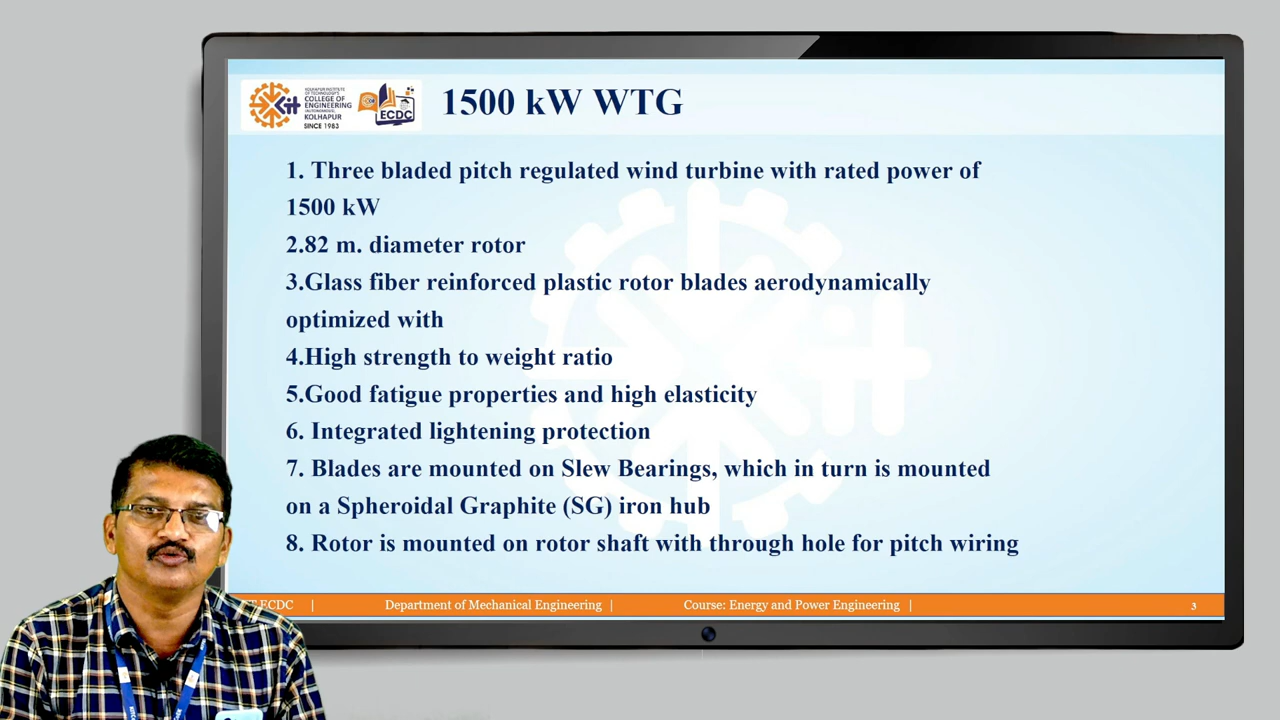 KOLHAPUR INSTITUTE
OF TECHNOLOGY'S
COLLEGE OF
ENGINEERING
(AUTONOMOUS),
KOLHAPUR
SINCE 1983
ECDC
1500 kW WTG
1. Three bladed pitch regulated wind turbine with rated power of
1500 kW
2.82 m. diameter rotor
3.Glass fiber reinforced plastic rotor blades aerodynamically
optimized with
4.High strength to weight ratio
5.Good fatigue properties and high elasticity
6. Integrated lightening protection
7. Blades are mounted on Slew Bearings, which in turn is mounted
on a Spheroidal Graphite (SG) iron hub
8. Rotor is mounted on rotor shaft with through hole for pitch wiring
ECDC | Department of Mechanical Engineering | Course: Energy and Power Engineering | 3